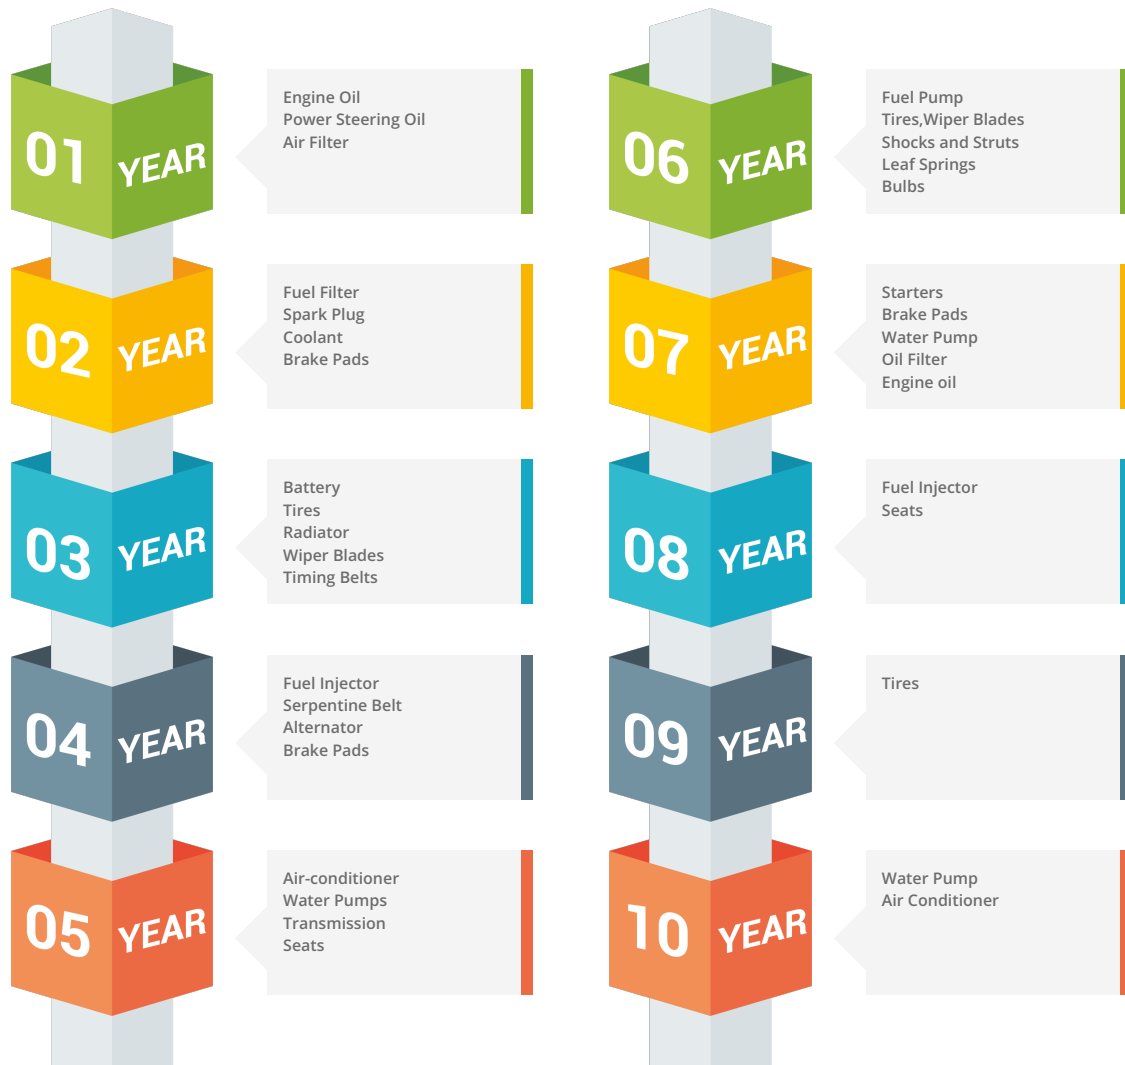 01 YEAR
Engine Oil
Power Steering Oil
Air Filter
02 YEAR
Fuel Filter
Spark Plug
Coolant
Brake Pads
03 YEAR
Battery
Tires
Radiator
Wiper Blades
Timing Belts
04 YEAR
Fuel Injector
Serpentine Belt
Alternator
Brake Pads
05 YEAR
Air-conditioner
Water Pumps
Transmission
Seats
06 YEAR
Fuel Pump
Tires,Wiper Blades
Shocks and Struts
Leaf Springs
Bulbs
07 YEAR
Starters
Brake Pads
Water Pump
Oil Filter
Engine oil
08 YEAR
Fuel Injector
Seats
09 YEAR
Tires
10 YEAR
Water Pump
Air Conditioner